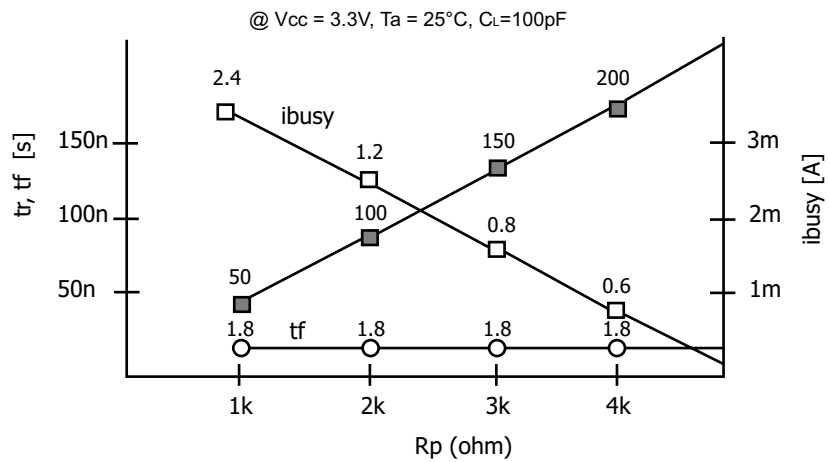 @ Vcc = 3.3V, Ta = 25°C, CL=100pF
2.4
200
ibusy
150n
150
3m
1.2
tr, tf [s]
ibusy [A]
100n
100
0.8
2m
50n
50
0.6
1m
1.8
tf
1.8
1.8
1.8
1k
2k
3k
4k
Rp (ohm)